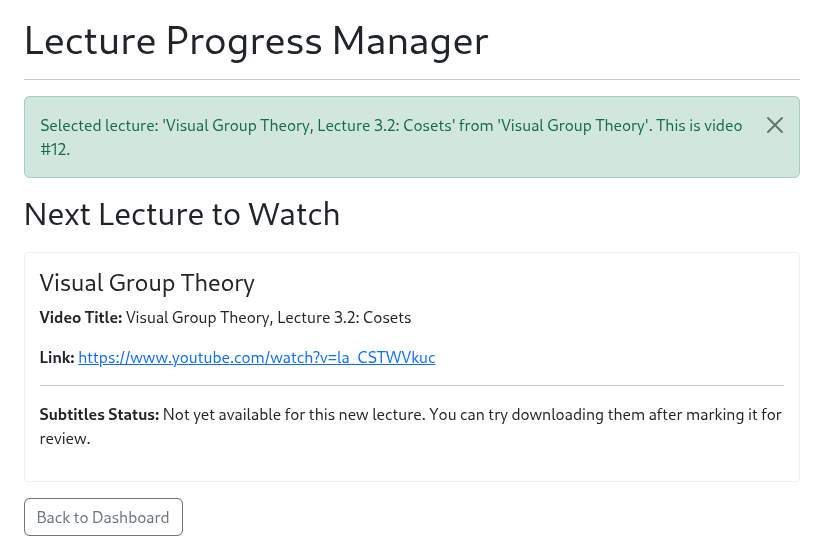 Lecture Progress Manager
Selected lecture: 'Visual Group Theory, Lecture 3.2: Cosets' from 'Visual Group Theory'. This is video
#12.
Next Lecture to Watch
Visual Group Theory
Video Title: Visual Group Theory, Lecture 3.2: Cosets
Link: https://www.youtube.com/watch?v=la_CSTWVkuc
Subtitles Status: Not yet available for this new lecture. You can try downloading them after marking it for
review.
Back to Dashboard